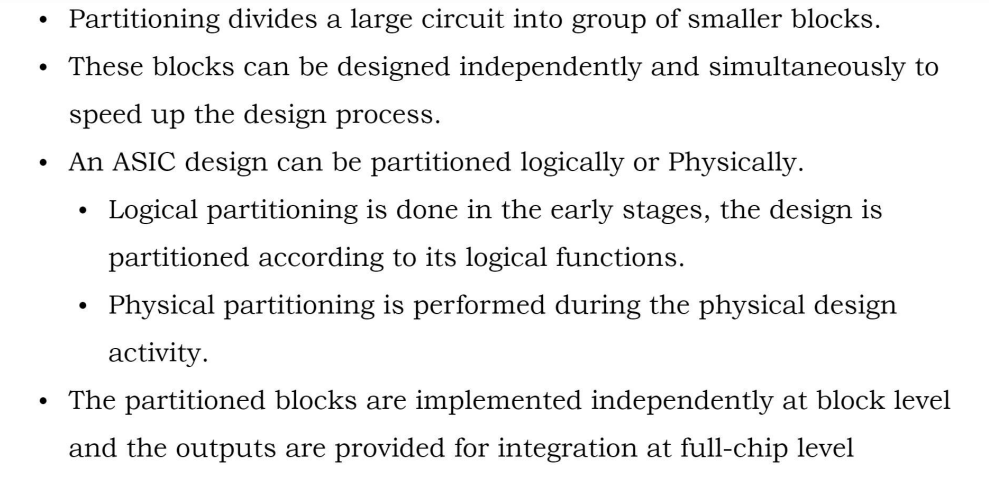 • Partitioning divides a large circuit into group of smaller blocks.
• These blocks can be designed independently and simultaneously to
speed up the design process.
• An ASIC design can be partitioned logically or Physically.
• Logical partitioning is done in the early stages, the design is
partitioned according to its logical functions.
• Physical partitioning is performed during the physical design
activity.
• The partitioned blocks are implemented independently at block level
and the outputs are provided for integration at full-chip level